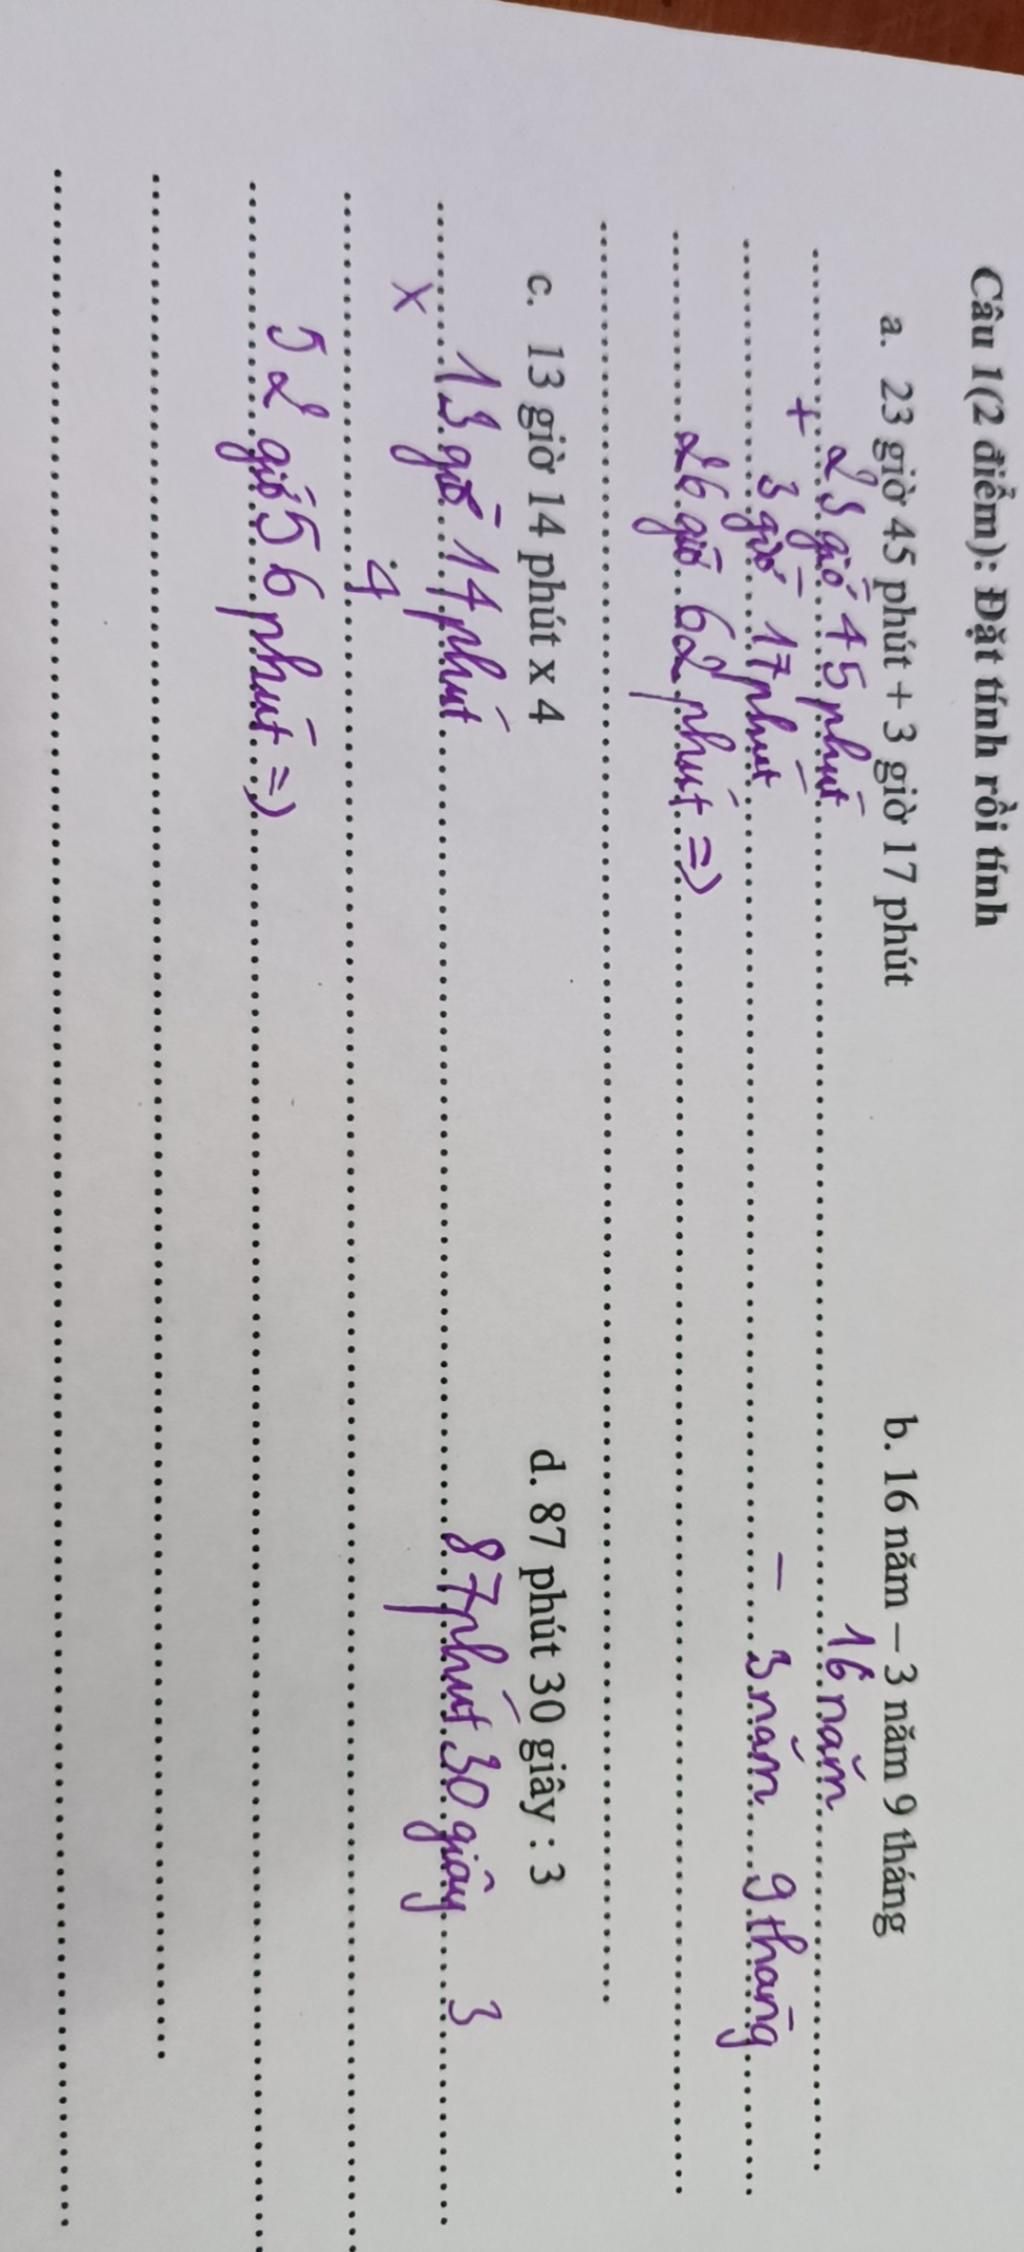 Câu 1(2 điểm): Đặt tính rồi tính
a. 23 giờ 45 phút + 3 giờ 17 phút
b. 16 năm – 3 năm 9 tháng
23 giờ 45 phút
16 năm
+
3 giờ 17 phút
– 3 năm 9 tháng
26 giờ 62 phút =)
c. 13 giờ 14 phút x 4
d. 87 phút 30 giây : 3
13 giờ 14 phút
87 phút 30 giây 3
x
4
52 giờ 56 phút =)